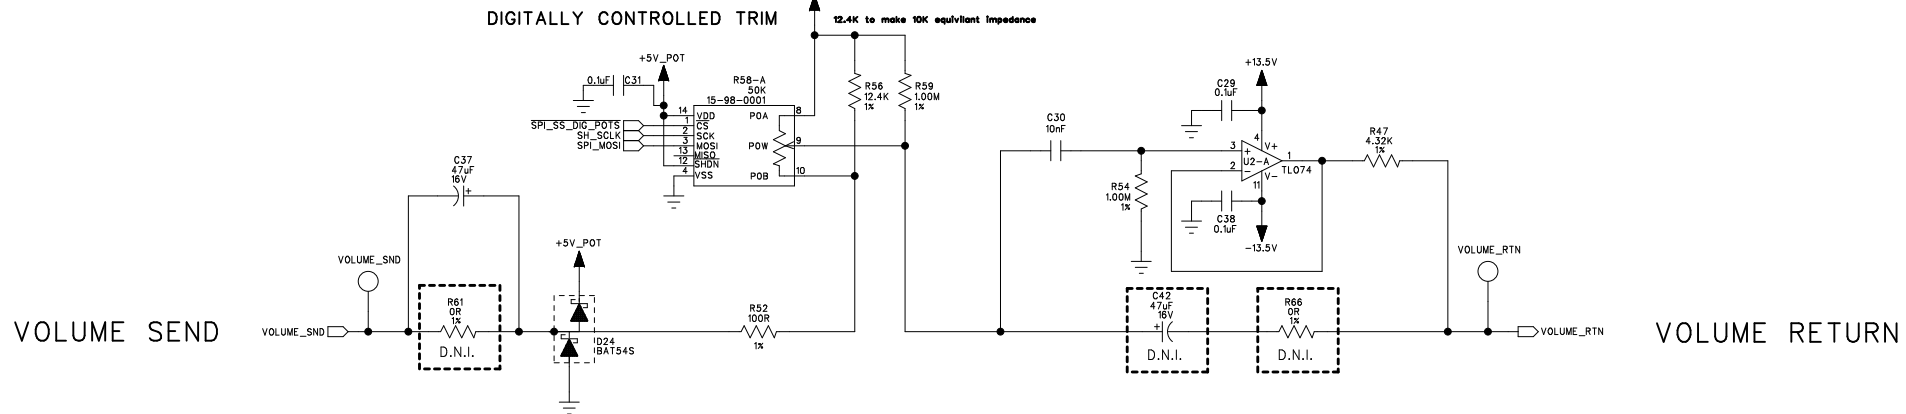 DIGITALLY CONTROLLED TRIM
12.4K to make 10K equivilant impedance
+5V_POT
0.1uF
C31
R58-A
50K
15-98-0001
R56
12.4K
1%
R59
1.00M
1%
14
VDD
POA
8
SPI_SS_DIG_POTS
1
CS
SH_SCLK
2
SCK
SPI_MOSI
3
MOSI
POW
9
13
MISO
12
SHDN
4
VSS
POB
10
C37
47uF
16V
+
+5V_POT
VOLUME_SND
R61
0R
1%
D.N.I.
VOLUME SEND
VOLUME_SND
D24
BAT54S
R52
100R
1%
C30
10nF
R54
1.00M
1%
+13.5V
C29
0.1uF
4
V+
3
+
U2-A
1
2
-
TL074
V-
11
C38
0.1uF
-13.5V
R47
4.32K
1%
C42
47uF
16V
+
D.N.I.
R66
0R
1%
D.N.I.
VOLUME_RTN
VOLUME_RTN
VOLUME RETURN